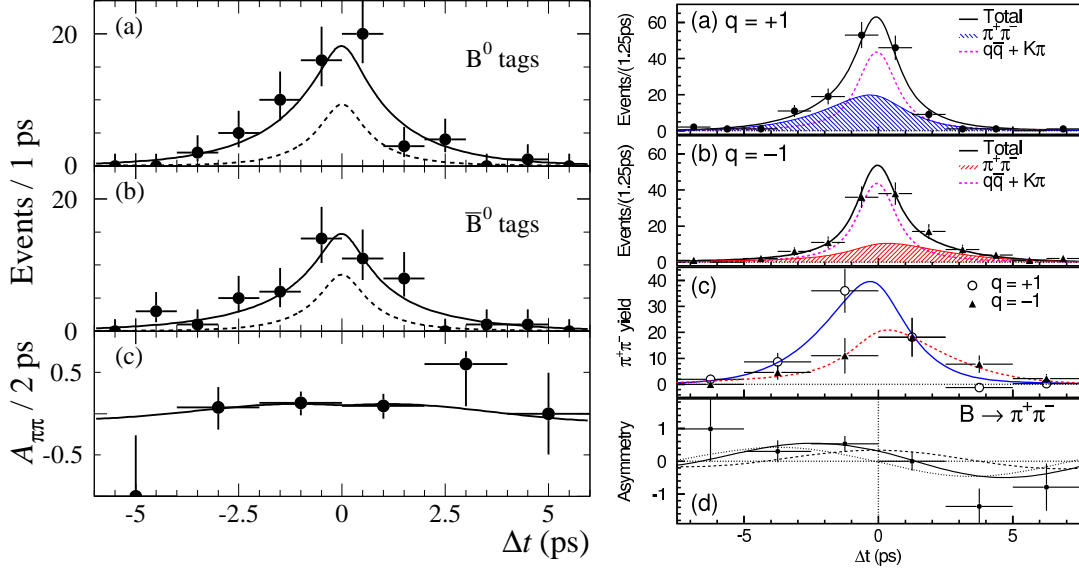 (a)
B⁰ tags
20
10
0
Events / 1 ps
(b)
B̅⁰ tags
20
10
0
(c)
0.5
-0.5
A_ππ / 2 ps
-5
-2.5
0
2.5
5
Δt (ps)
(a) q = +1
Total
π⁺π⁻
qq̅ + Kπ
60
40
20
0
Events/(1.25ps)
(b) q = −1
Total
π⁺π⁻
qq̅ + Kπ
60
40
20
0
Events/(1.25ps)
(c)
q = +1
q = −1
40
30
20
10
0
π⁺π⁻ yield
B → π⁺π⁻
1
0
-1
Asymmetry
(d)
-5
0
5
Δt (ps)